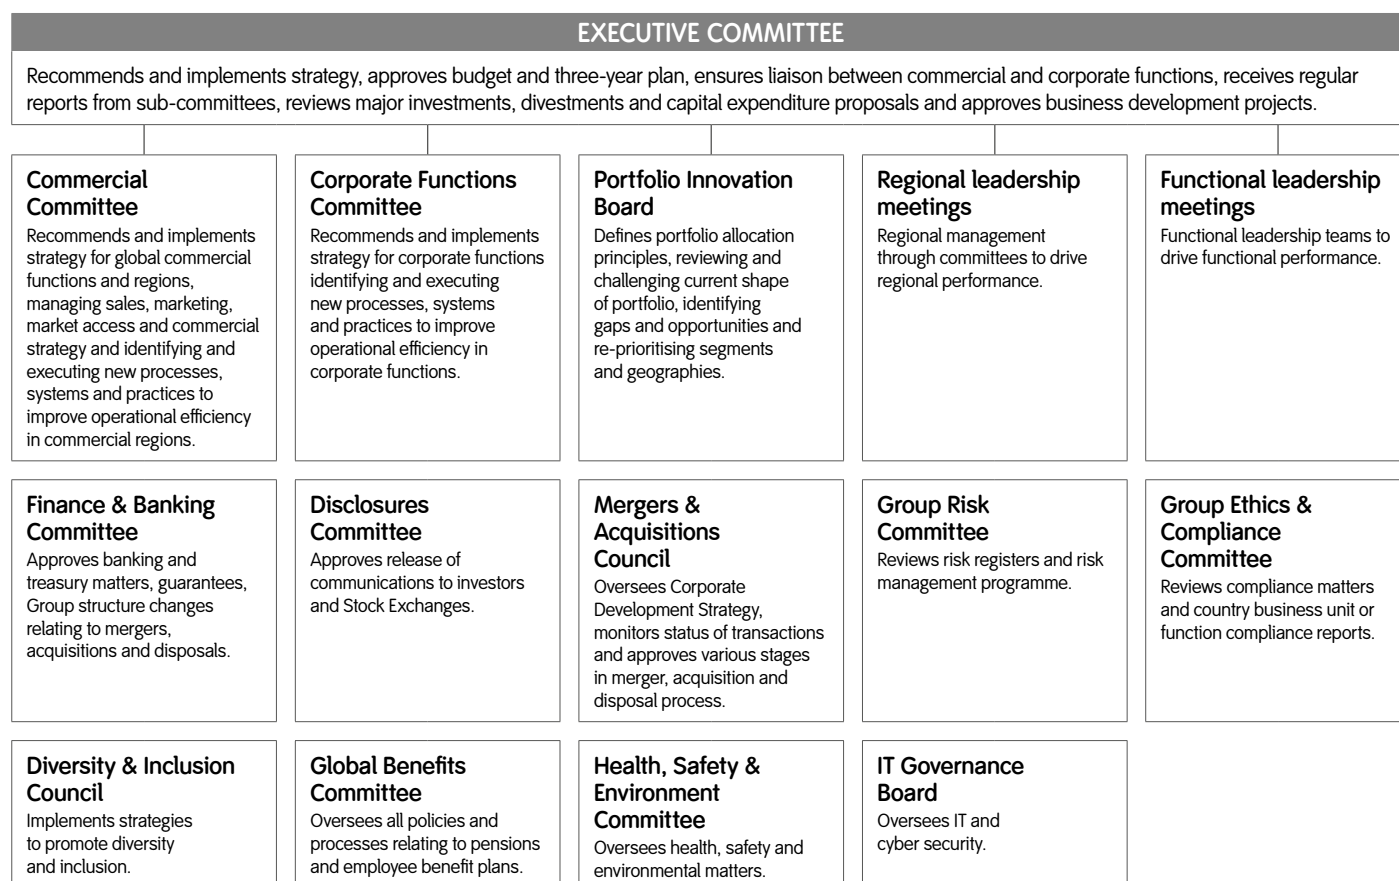 EXECUTIVE COMMITTEE
Recommends and implements strategy, approves budget and three-year plan, ensures liaison between commercial and corporate functions, receives regular
reports from sub-committees, reviews major investments, divestments and capital expenditure proposals and approves business development projects.
Commercial
Committee
Recommends and implements
strategy for global commercial
functions and regions,
managing sales, marketing,
market access and commercial
strategy and identifying and
executing new processes,
systems and practices to
improve operational efficiency
in commercial regions.
Corporate Functions
Committee
Recommends and implements
strategy for corporate functions
identifying and executing
new processes, systems
and practices to improve
operational efficiency in
corporate functions.
Portfolio Innovation
Board
Defines portfolio allocation
principles, reviewing and
challenging current shape
of portfolio, identifying
gaps and opportunities and
re-prioritising segments
and geographies.
Regional leadership
meetings
Regional management
through committees to drive
regional performance.
Functional leadership
meetings
Functional leadership teams to
drive functional performance.
Finance & Banking
Committee
Approves banking and
treasury matters, guarantees,
Group structure changes
relating to mergers,
acquisitions and disposals.
Disclosures
Committee
Approves release of
communications to investors
and Stock Exchanges.
Mergers &
Acquisitions
Council
Oversees Corporate
Development Strategy,
monitors status of transactions
and approves various stages
in merger, acquisition and
disposal process.
Group Risk
Committee
Reviews risk registers and risk
management programme.
Group Ethics &
Compliance
Committee
Reviews compliance matters
and country business unit or
function compliance reports.
Diversity & Inclusion
Council
Implements strategies
to promote diversity
and inclusion.
Global Benefits
Committee
Oversees all policies and
processes relating to pensions
and employee benefit plans.
Health, Safety &
Environment
Committee
Oversees health, safety and
environmental matters.
IT Governance
Board
Oversees IT and
cyber security.